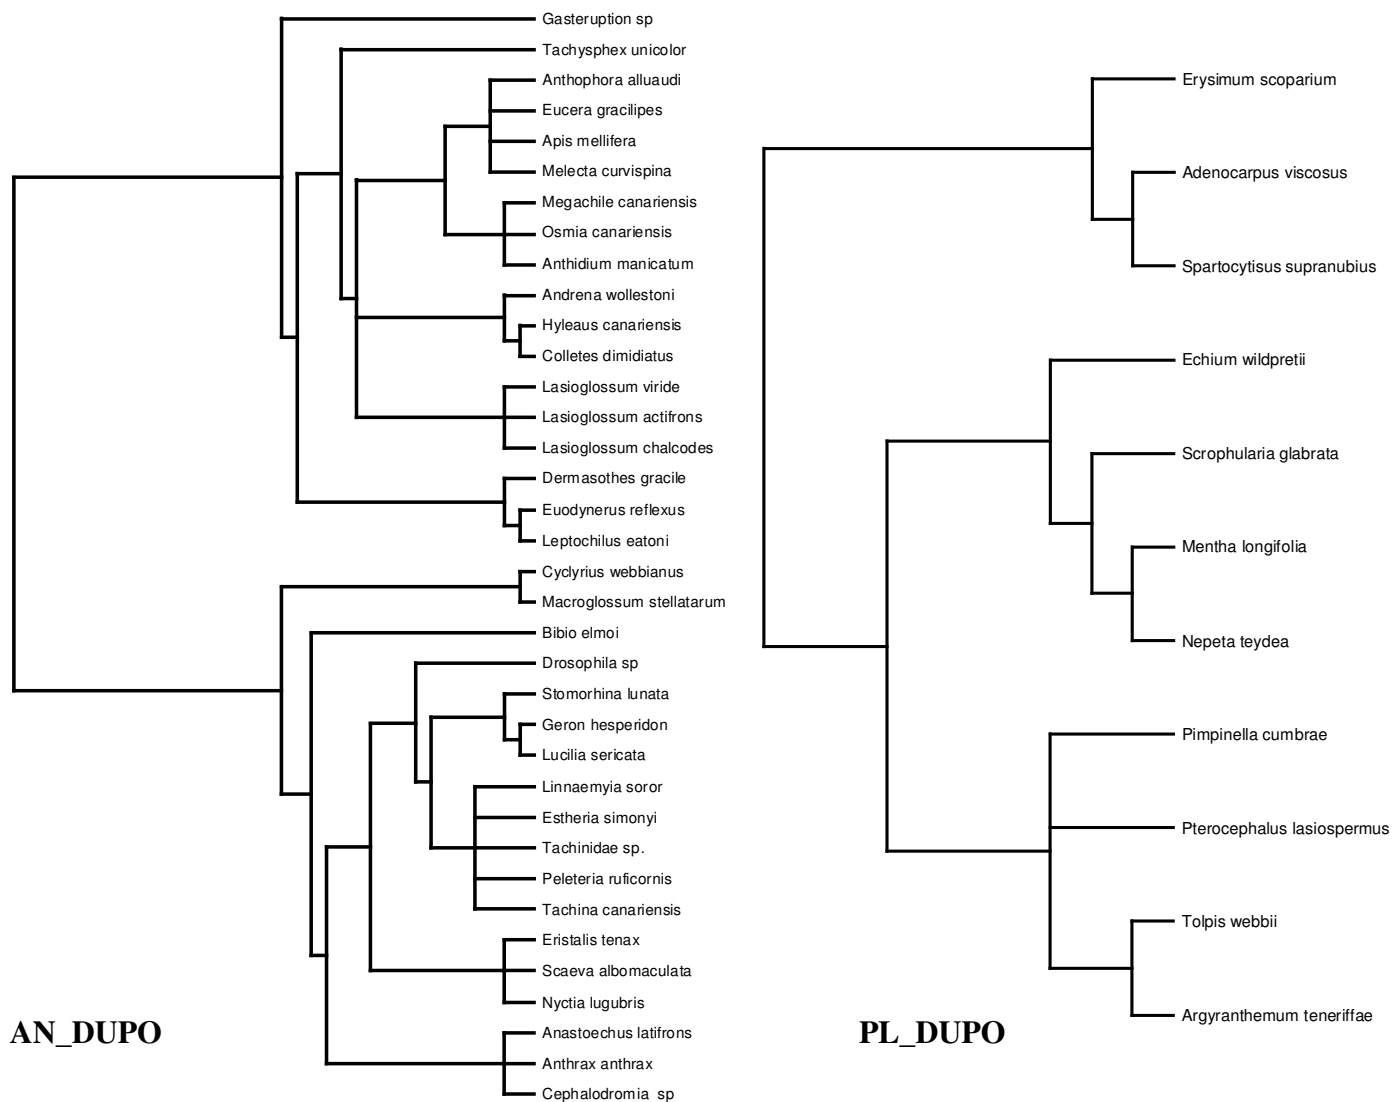 Gasteruption sp
Tachysphex unicolor
Anthophora alluaudi
Eucera gracilipes
Apis mellifera
Melecta curvispina
Megachile canariensis
Osmia canariensis
Anthidium manicatum
Andrena wollestoni
Hyleaus canariensis
Colletes dimidiatus
Lasioglossum viride
Lasioglossum actifrons
Lasioglossum chalcodes
Dermasothes gracile
Euodynerus reflexus
Leptochilus eatoni
Cyclyrius webbianus
Macroglossum stellatarum
Bibio elmoi
Drosophila sp
Stomorhina lunata
Geron hesperidon
Lucilia sericata
Linnaemyia soror
Estheria simonyi
Tachinidae sp.
Peleteria ruficornis
Tachina canariensis
Eristalis tenax
Scaeva albomaculata
Nyctia lugubris
Anastoechus latifrons
Anthrax anthrax
Cephalodromia sp
AN_DUPO
Erysimum scoparium
Adenocarpus viscosus
Spartocytisus supranubius
Echium wildpretii
Scrophularia glabrata
Mentha longifolia
Nepeta teydea
Pimpinella cumbrae
Pterocephalus lasiospermus
Tolpis webbii
Argyranthemum teneriffae
PL_DUPO